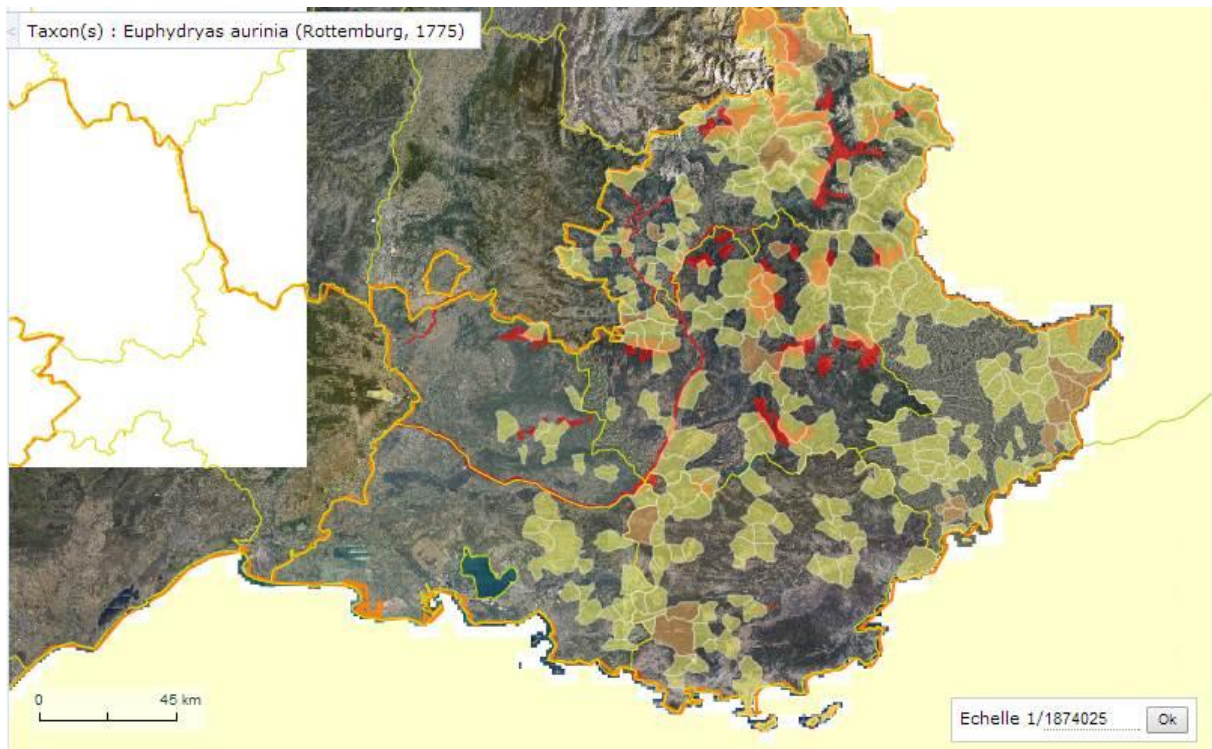 <
Taxon(s) : Euphydryas aurinia (Rottemburg, 1775)
0 45 km
Echelle 1/1874025 Ok